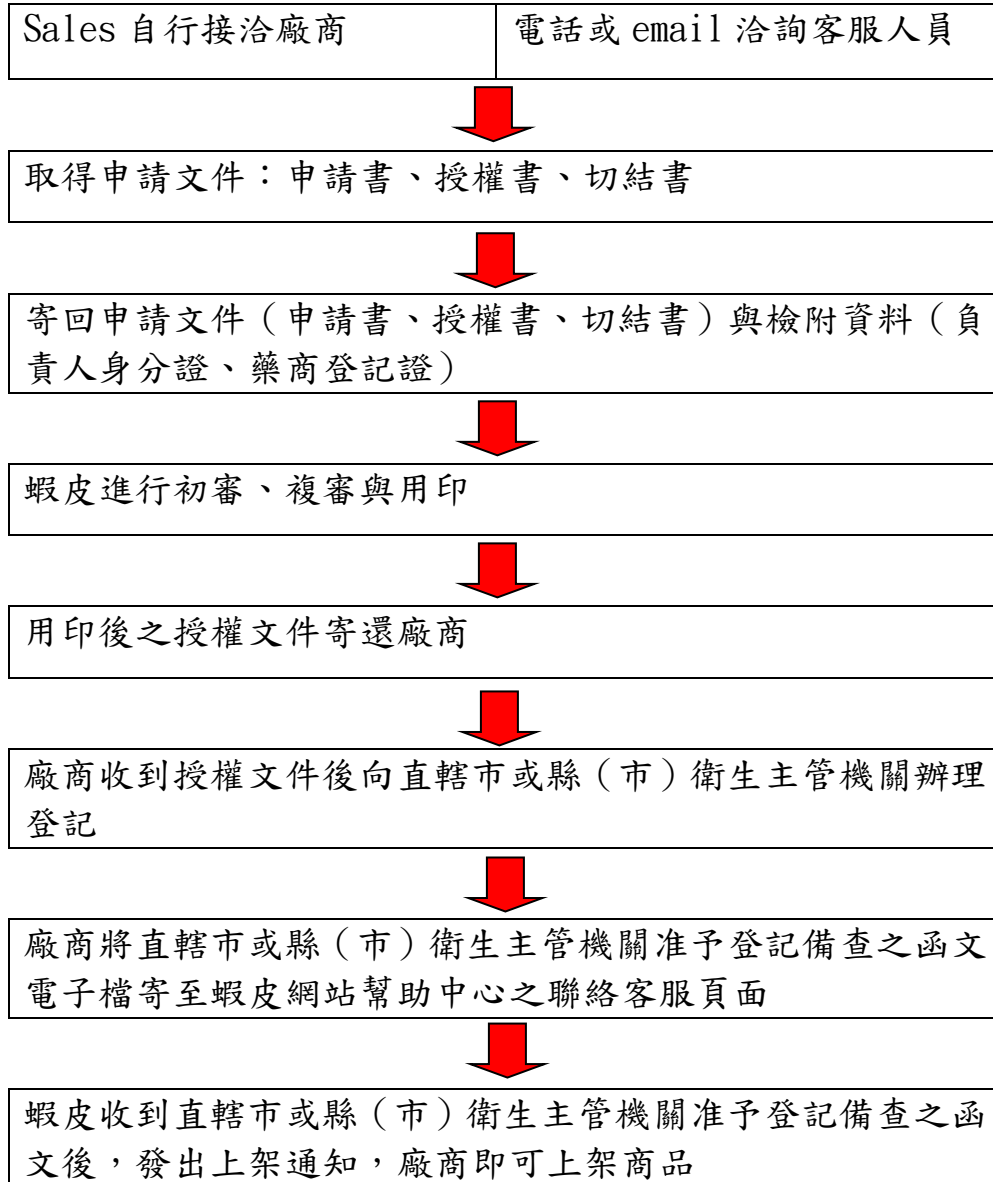 Sales 自行接洽廠商
電話或 email 洽詢客服人員
取得申請文件：申請書、授權書、切結書
寄回申請文件（申請書、授權書、切結書）與檢附資料（負
責人身分證、藥商登記證）
蝦皮進行初審、複審與用印
用印後之授權文件寄還廠商
廠商收到授權文件後向直轄市或縣（市）衛生主管機關辦理
登記
廠商將直轄市或縣（市）衛生主管機關准予登記備查之函文
電子檔寄至蝦皮網站幫助中心之聯絡客服頁面
蝦皮收到直轄市或縣（市）衛生主管機關准予登記備查之函
文後，發出上架通知，廠商即可上架商品